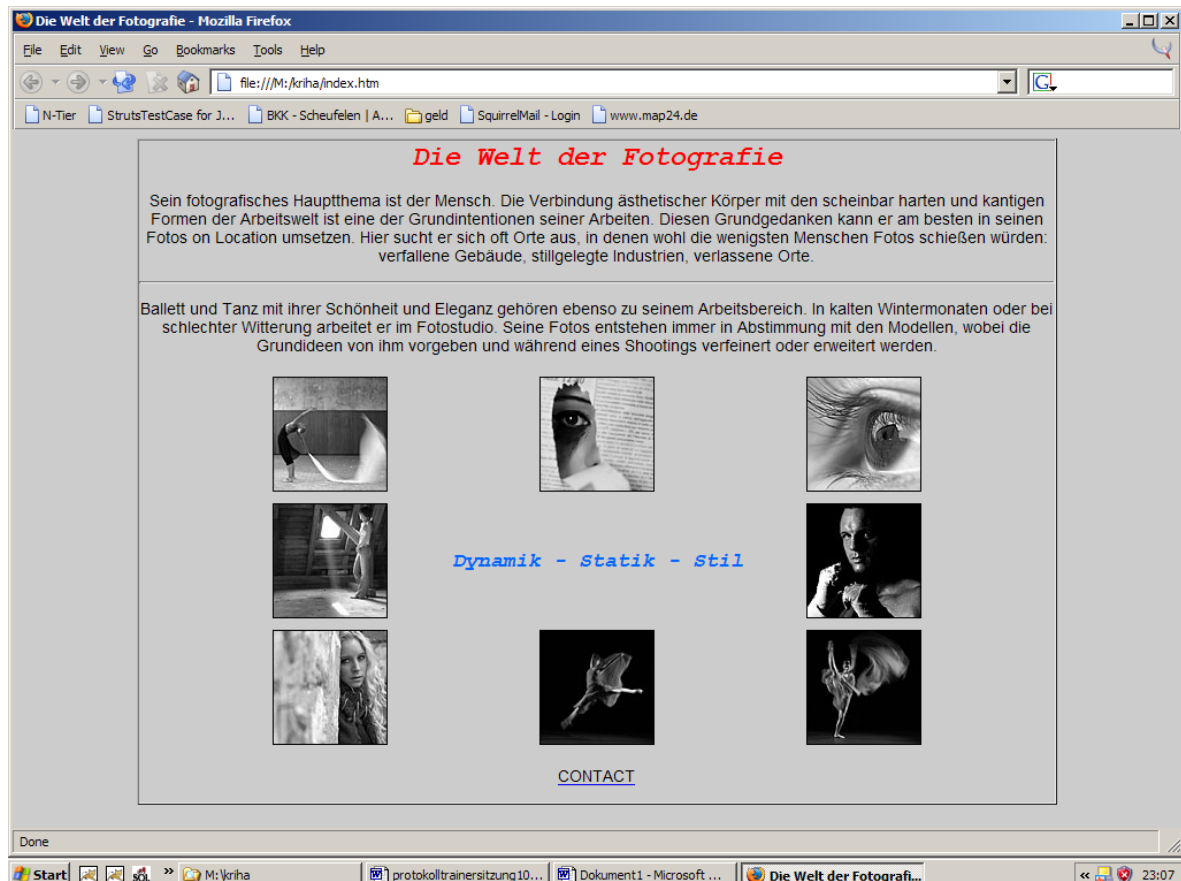 Die Welt der Fotografie - Mozilla Firefox
File Edit View Go Bookmarks Tools Help
file:///M:/kriha/index.htm
G
N-Tier StrutsTestCase for J... BKK - Scheufelen | A... geld SquirrelMail - Login www.map24.de
Die Welt der Fotografie
Sein fotografisches Hauptthema ist der Mensch. Die Verbindung ästhetischer Körper mit den scheinbar harten und kantigen
Formen der Arbeitswelt ist eine der Grundintentionen seiner Arbeiten. Diesen Grundgedanken kann er am besten in seinen
Fotos on Location umsetzen. Hier sucht er sich oft Orte aus, in denen wohl die wenigsten Menschen Fotos schießen würden:
verfallene Gebäude, stillgelegte Industrien, verlassene Orte.
Ballett und Tanz mit ihrer Schönheit und Eleganz gehören ebenso zu seinem Arbeitsbereich. In kalten Wintermonaten oder bei
schlechter Witterung arbeitet er im Fotostudio. Seine Fotos entstehen immer in Abstimmung mit den Modellen, wobei die
Grundideen von ihm vorgeben und während eines Shootings verfeinert oder erweitert werden.
Dynamik - Statik - Stil
CONTACT
Done
Start SQL » M:\kriha protokolltrainersitzung10... Dokument1 - Microsoft ... Die Welt der Fotografi... « 23:07